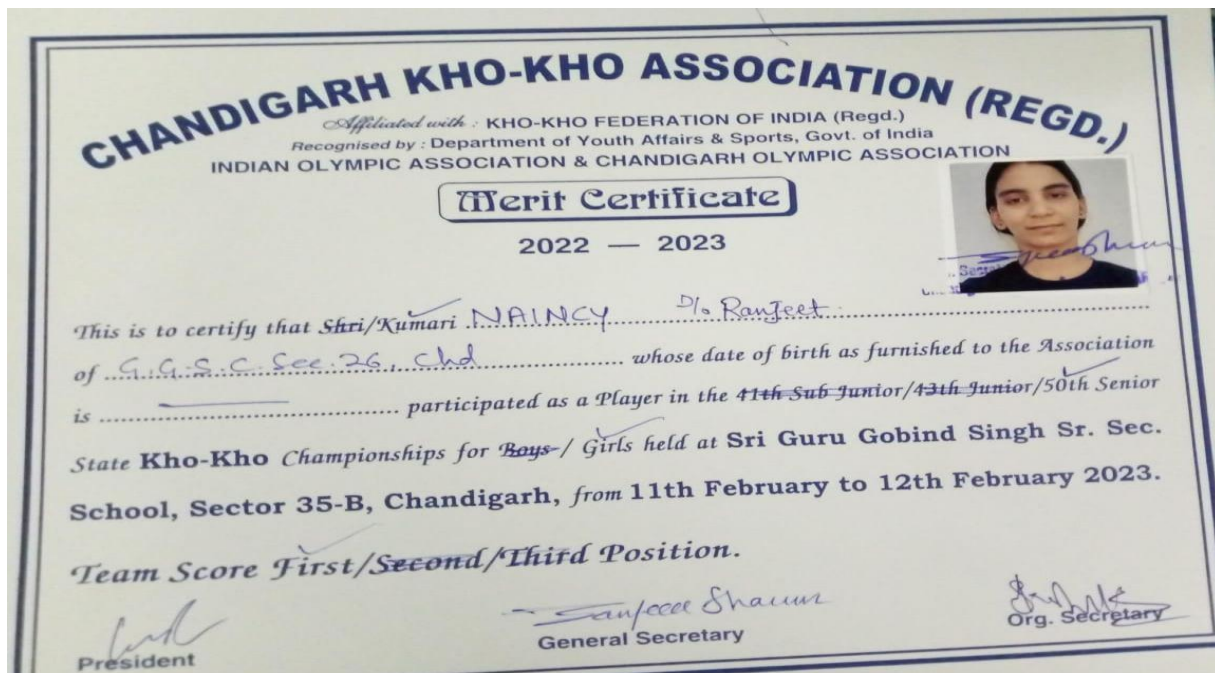 CHANDIGARH KHO-KHO ASSOCIATION (REGD.)
Affiliated with : KHO-KHO FEDERATION OF INDIA (Regd.)
Recognised by : Department of Youth Affairs & Sports, Govt. of India
INDIAN OLYMPIC ASSOCIATION & CHANDIGARH OLYMPIC ASSOCIATION
Merit Certificate
2022 — 2023
This is to certify that Shri/Kumari NAINCY D/o Ranjeet
of G.G.S.C. Sec. 26, Chd whose date of birth as furnished to the Association
is participated as a Player in the 41th Sub Junior/43th Junior/50th Senior
State Kho-Kho Championships for Boys / Girls held at Sri Guru Gobind Singh Sr. Sec.
School, Sector 35-B, Chandigarh, from 11th February to 12th February 2023.
Team Score First/Second/Third Position.
President
General Secretary
Org. Secretary